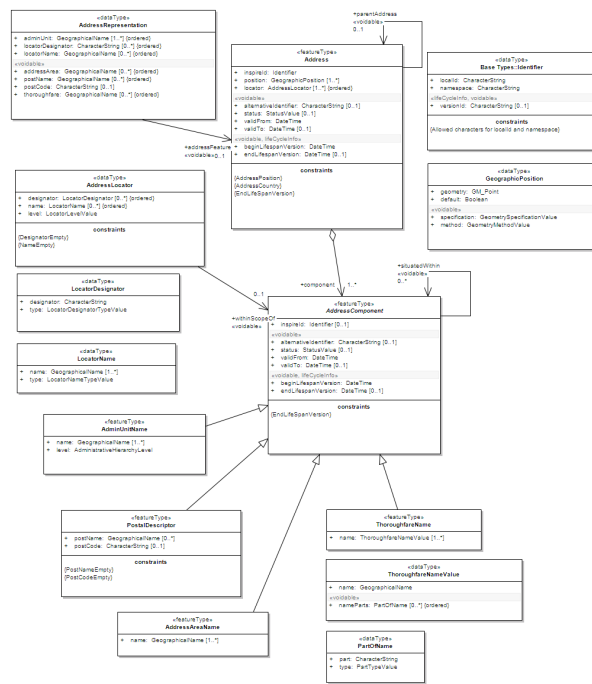 «dataType»
AddressRepresentation
+ adminUnit: GeographicalName [1..*] {ordered}
+ locatorDesignator: CharacterString [0..*] {ordered}
+ locatorName: GeographicalName [0..*] {ordered}
«voidable»
+ addressArea: GeographicalName [0..*] {ordered}
+ postName: GeographicalName [0..*] {ordered}
+ postCode: CharacterString [0..1]
+ thoroughfare: GeographicalName [0..*] {ordered}
+parentAddress
«voidable»
0..1
«featureType»
Address
+ inspireId: Identifier
+ position: GeographicPosition [1..*]
+ locator: AddressLocator [1..*] {ordered}
«voidable»
+ alternativeIdentifier: CharacterString [0..1]
+ status: StatusValue [0..1]
+ validFrom: DateTime
+ validTo: DateTime [0..1]
«voidable, lifeCycleInfo»
+ beginLifespanVersion: DateTime
+ endLifespanVersion: DateTime [0..1]
constraints
{AddressPosition}
{AddressCountry}
{EndLifeSpanVersion}
+addressFeature
«voidable» 0..1
Base Types::Identifier
«dataType»
+ localId: CharacterString
+ namespace: CharacterString
«lifeCycleInfo, voidable»
+ versionId: CharacterString [0..1]
constraints
{Allowed characters for localId and namespace}
«dataType»
GeographicPosition
+ geometry: GM_Point
+ default: Boolean
«voidable»
+ specification: GeometrySpecificationValue
+ method: GeometryMethodValue
«dataType»
AddressLocator
+ designator: LocatorDesignator [0..*] {ordered}
+ name: LocatorName [0..*] {ordered}
+ level: LocatorLevelValue
constraints
{DesignatorEmpty}
{NameEmpty}
«dataType»
LocatorDesignator
+ designator: CharacterString
+ type: LocatorDesignatorTypeValue
«dataType»
LocatorName
+ name: GeographicalName [1..*]
+ type: LocatorNameTypeValue
0..1
+withinScopeOf
«voidable»
+component 1..*
+situatedWithin
«voidable»
0..*
«featureType»
AddressComponent
+ inspireId: Identifier [0..1]
«voidable»
+ alternativeIdentifier: CharacterString [0..1]
+ status: StatusValue [0..1]
+ validFrom: DateTime
+ validTo: DateTime [0..1]
«voidable, lifeCycleInfo»
+ beginLifespanVersion: DateTime
+ endLifespanVersion: DateTime [0..1]
constraints
{EndLifeSpanVersion}
«featureType»
AdminUnitName
+ name: GeographicalName [1..*]
+ level: AdministrativeHierarchyLevel
«featureType»
PostalDescriptor
+ postName: GeographicalName [0..*]
+ postCode: CharacterString [0..1]
constraints
{PostNameEmpty}
{PostCodeEmpty}
«featureType»
AddressAreaName
+ name: GeographicalName [1..*]
«featureType»
ThoroughfareName
+ name: ThoroughfareNameValue [1..*]
«dataType»
ThoroughfareNameValue
+ name: GeographicalName
«voidable»
+ nameParts: PartOfName [0..*] {ordered}
«dataType»
PartOfName
+ part: CharacterString
+ type: PartTypeValue